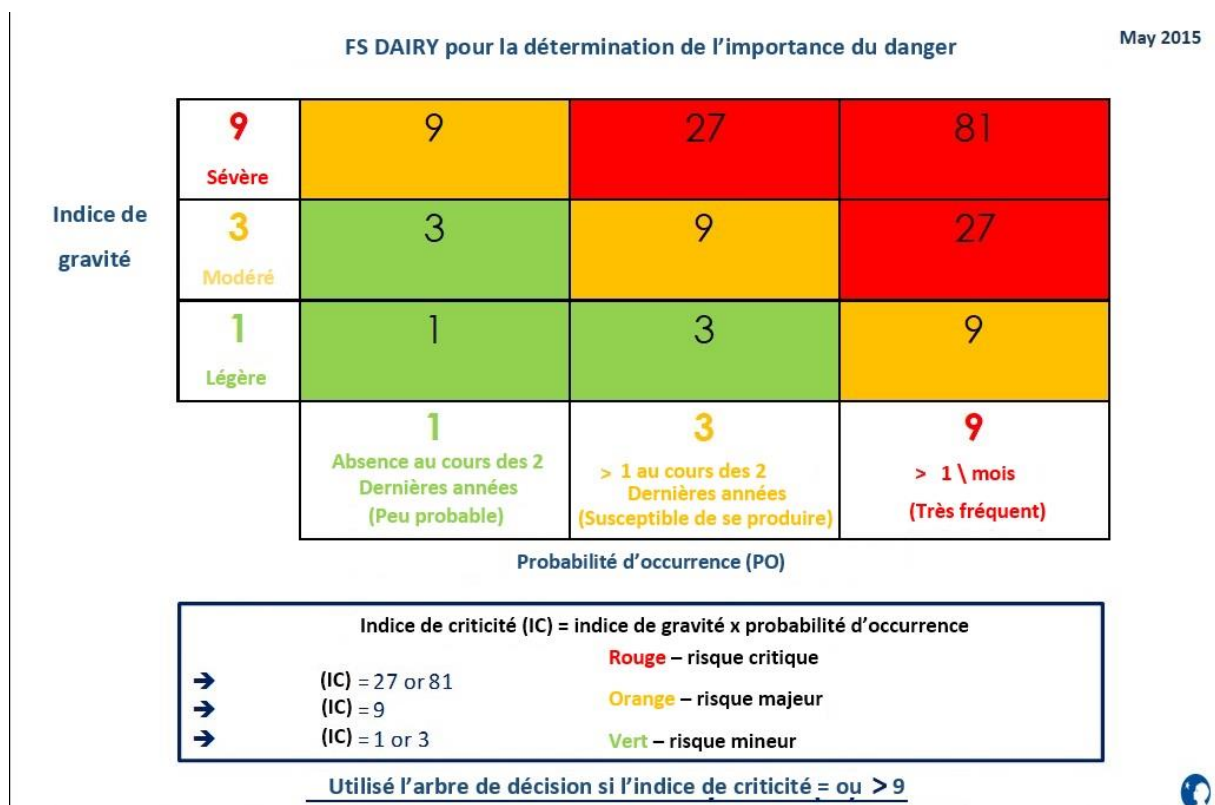 FS DAIRY pour la détermination de l’importance du danger
May 2015
9 9 27 81
Sévère
Indice de
gravité
3 3 9 27
Modéré
1 1 3 9
Légère
1
Absence au cours des 2
Dernières années
(Peu probable)
3
> 1 au cours des 2
Dernières années
(Susceptible de se produire)
9
> 1 \ mois
(Très fréquent)
Probabilité d’occurrence (PO)
Indice de criticité (IC) = indice de gravité x probabilité d’occurrence
➔ (IC) = 27 or 81 Rouge – risque critique
➔ (IC) = 9 Orange – risque majeur
➔ (IC) = 1 or 3 Vert – risque mineur
Utilisé l’arbre de décision si l’indice de criticité = ou > 9